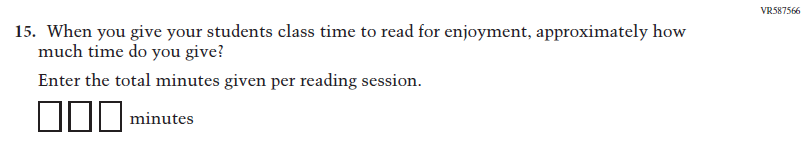 VR587566
15. When you give your students class time to read for enjoyment, approximately how
much time do you give?
Enter the total minutes given per reading session.
minutes